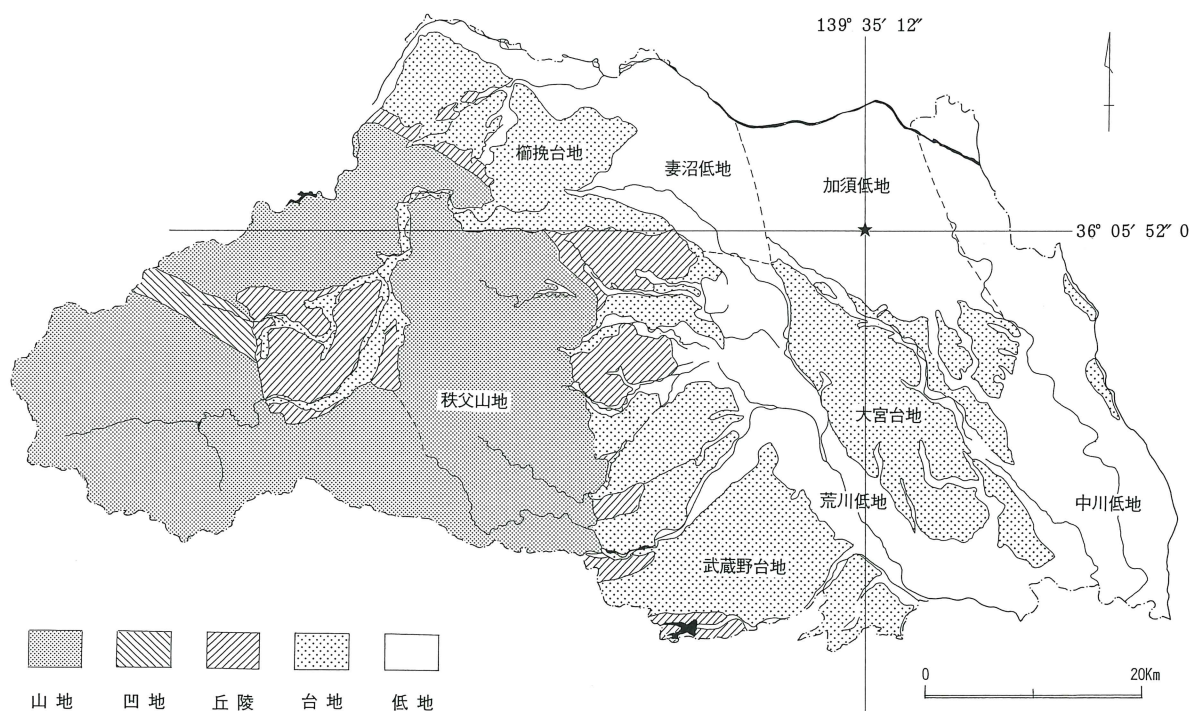 139° 35′ 12″
櫛挽台地
妻沼低地
加須低地
36° 05′ 52″ 0
秩父山地
大宮台地
荒川低地
中川低地
武蔵野台地
山地
凹地
丘陵
台地
低地
0
20Km